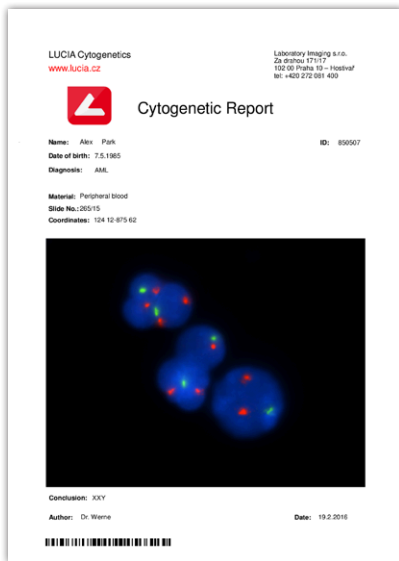 LUCIA Cytogenetics
www.lucia.cz
Laboratory Imaging s.r.o.
Za drahou 171/17
102 00 Praha 10 – Hostivař
tel: +420 272 061 400
Cytogenetic Report
Name: Alex Park
ID: 850507
Date of birth: 7.5.1985
Diagnosis: AML
Material: Peripheral blood
Slide No.: 265/15
Coordinates: 124 12-875 62
Conclusion: XXY
Author: Dr. Werne
Date: 19.2.2016